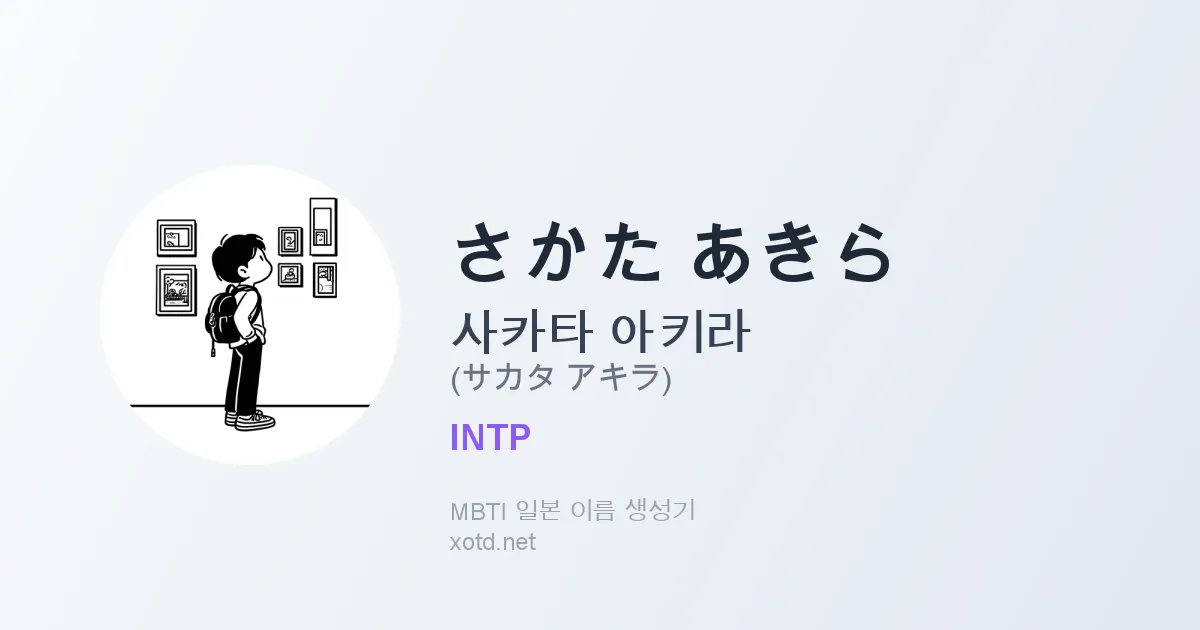 さかた あきら
사카타 아키라
(サカタ アキラ)
INTP
MBTI 일본 이름 생성기
xotd.net